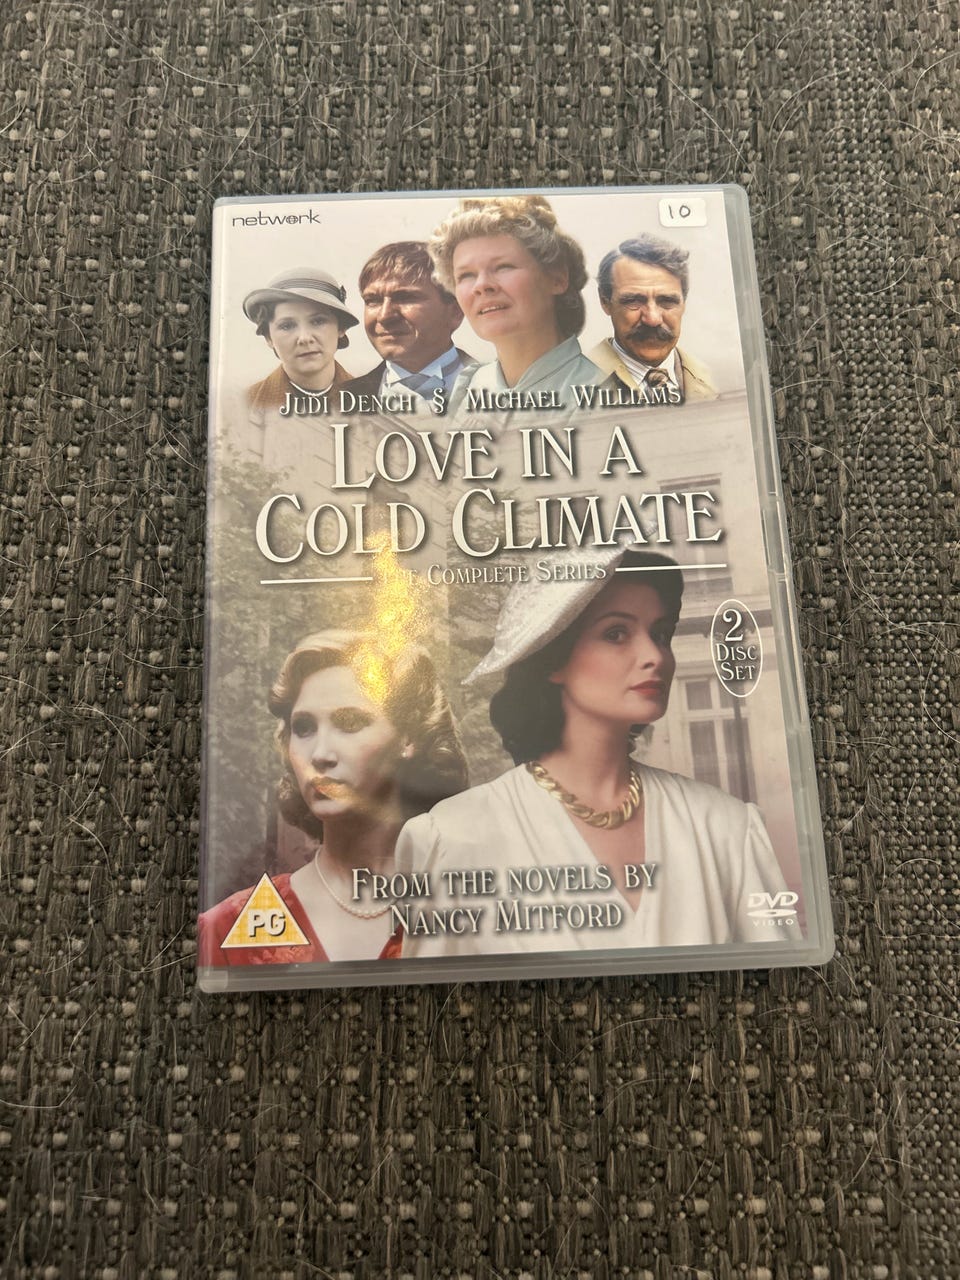 network
10
JUDI DENCH § MICHAEL WILLIAMS
LOVE IN A
COLD CLIMATE
THE COMPLETE SERIES
2
DISC
SET
FROM THE NOVELS BY
NANCY MITFORD
PG
DVD
VIDEO